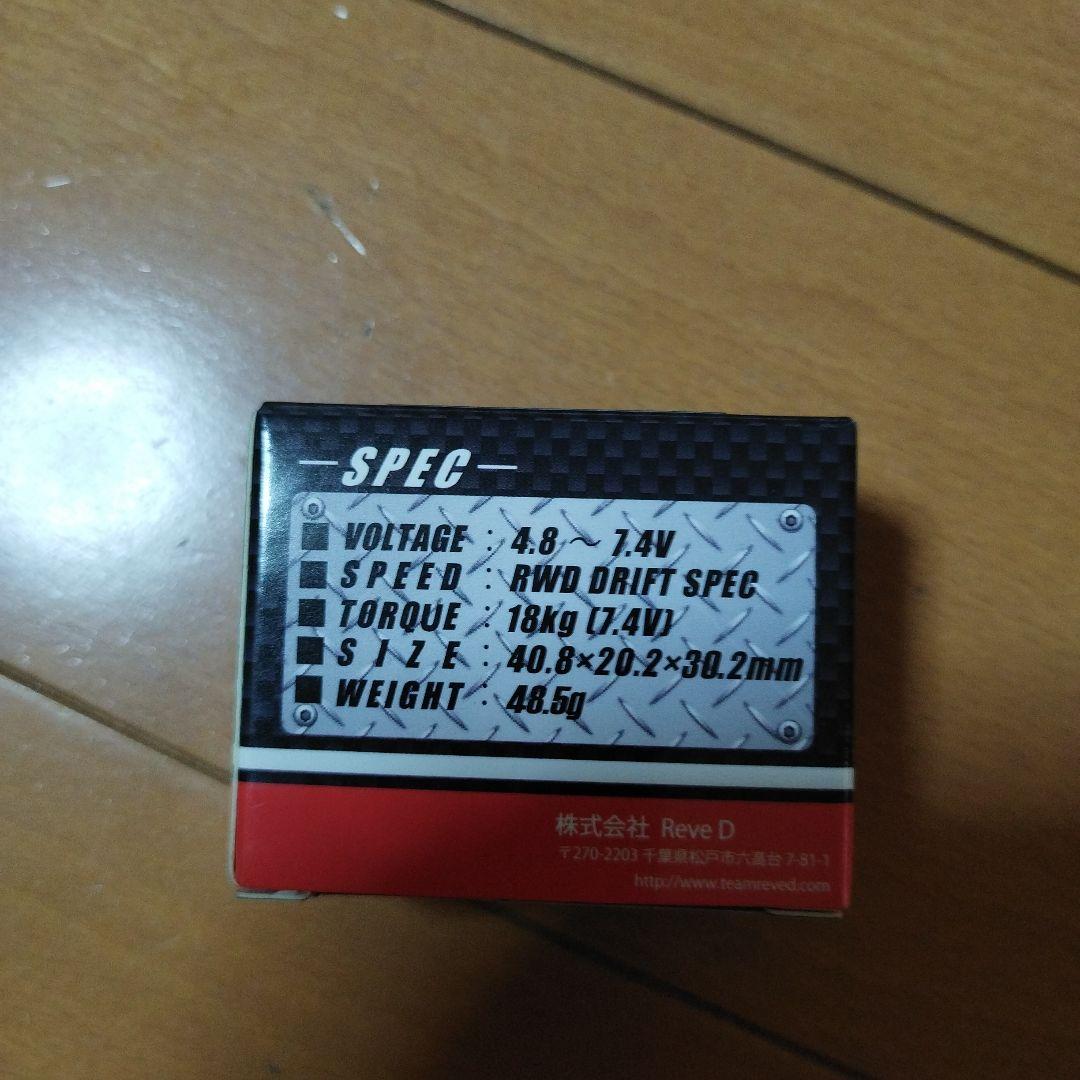 SPEC
VOLTAGE : 4.8 ～ 7.4V
SPEED : RWD DRIFT SPEC
TORQUE : 18Kg (7.4V)
SIZE : 40.8×20.2×30.2mm
WEIGHT : 48.5g
株式会社 Reve D
〒270-2203 千葉県松戸市六高台 7-81-1
http://www.teamreved.com